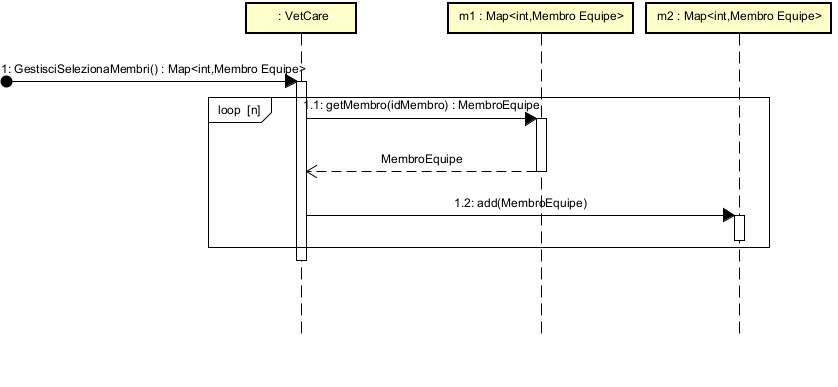 : VetCare
m1 : Map<int,Membro Equipe>
m2 : Map<int,Membro Equipe>
1: GestisciSelezionaMembri() : Map<int,Membro Equipe>
loop [n]
1.1: getMembro(idMembro) : MembroEquipe
MembroEquipe
1.2: add(MembroEquipe)